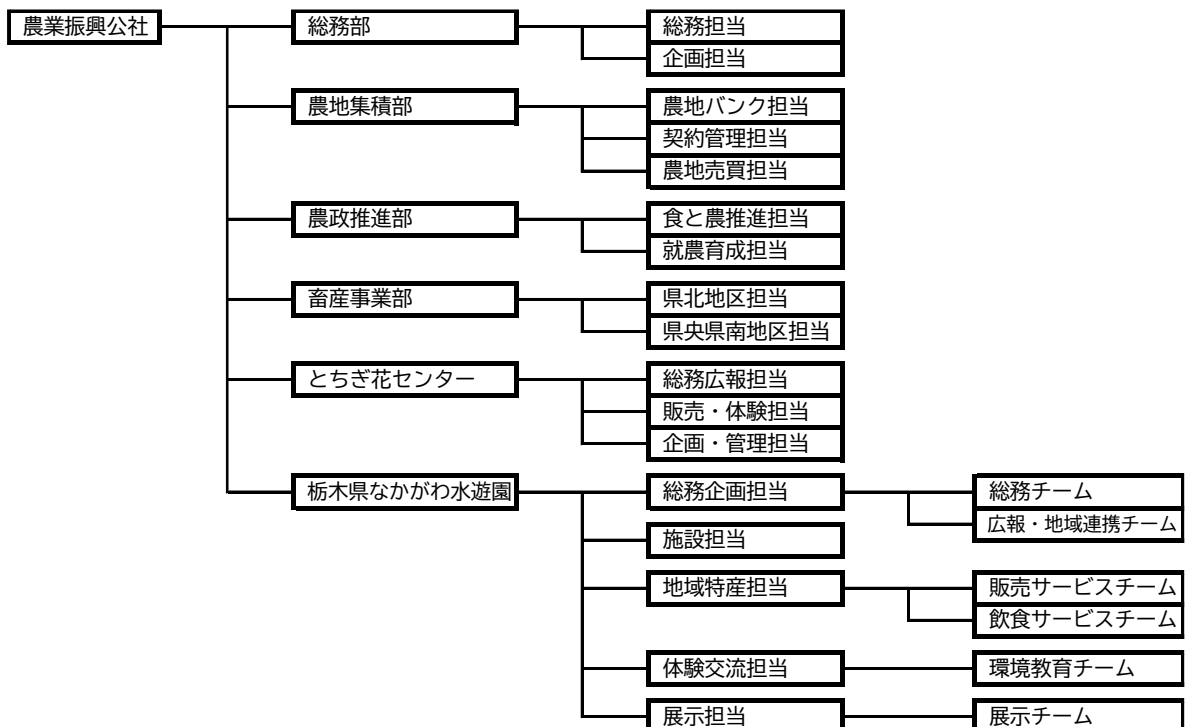 農業振興公社
総務部
総務担当
企画担当
農地集積部
農地バンク担当
契約管理担当
農地売買担当
農政推進部
食と農推進担当
就農育成担当
畜産事業部
県北地区担当
県央県南地区担当
とちぎ花センター
総務広報担当
販売・体験担当
企画・管理担当
栃木県なかがわ水遊園
総務企画担当
総務チーム
広報・地域連携チーム
施設担当
地域特産担当
販売サービスチーム
飲食サービスチーム
体験交流担当
環境教育チーム
展示担当
展示チーム